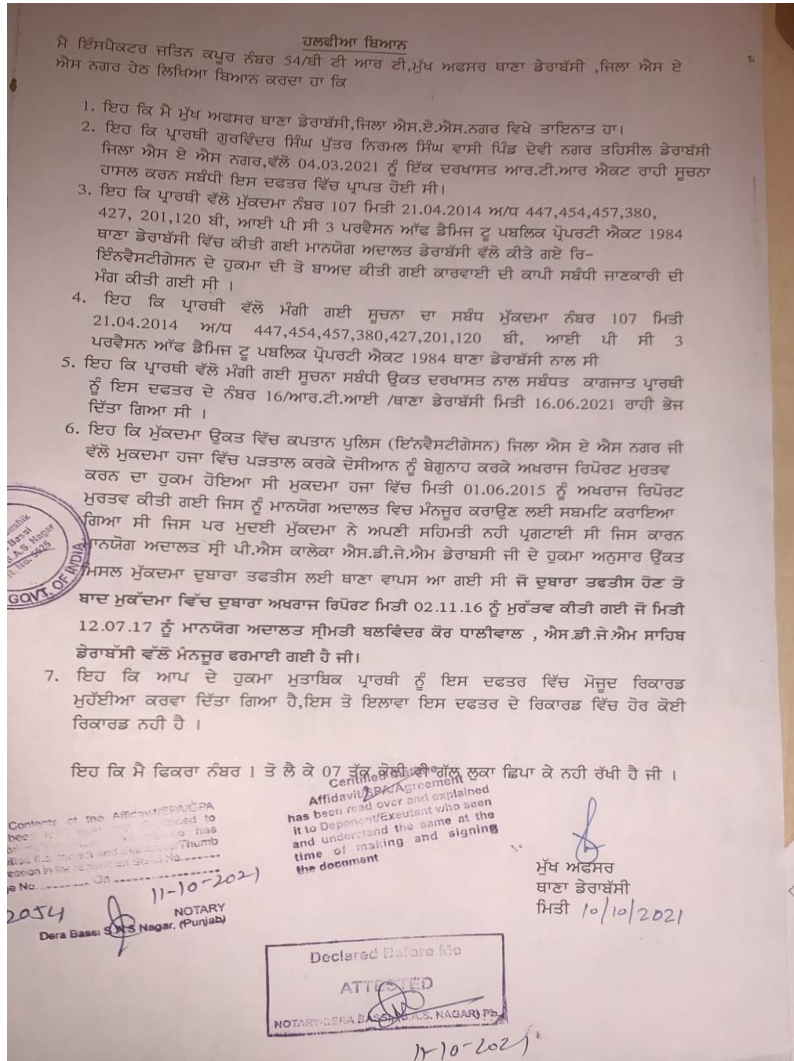 ਹਲਫੀਆ ਬਿਆਨ
ਮੈ ਇੰਸਪੈਕਟਰ ਜਤਿਨ ਕਪੂਰ ਨੰਬਰ 54/ਬੀ ਟੀ ਆਰ ਟੀ,ਮੁੱਖ ਅਫਸਰ ਥਾਣਾ ਡੇਰਾਬੱਸੀ ,ਜਿਲਾ ਐਸ ਏ
ਐਸ ਨਗਰ ਹੇਠ ਲਿਖਿਆ ਬਿਆਨ ਕਰਦਾ ਹਾ ਕਿ
1. ਇਹ ਕਿ ਮੈ ਮੁੱਖ ਅਫਸਰ ਥਾਣਾ ਡੇਰਾਬੱਸੀ,ਜਿਲਾ ਐਸ.ਏ.ਐਸ.ਨਗਰ ਵਿਖੇ ਤਾਇਨਾਤ ਹਾ।
2. ਇਹ ਕਿ ਪ੍ਰਾਰਥੀ ਗੁਰਵਿੰਦਰ ਸਿੰਘ ਪੁੱਤਰ ਨਿਰਮਲ ਸਿੰਘ ਵਾਸੀ ਪਿੰਡ ਦੇਵੀ ਨਗਰ ਤਹਿਸੀਲ ਡੇਰਾਬੱਸੀ
ਜਿਲਾ ਐਸ ਏ ਐਸ ਨਗਰ,ਵੱਲੋ 04.03.2021 ਨੂੰ ਇੱਕ ਦਰਖਾਸਤ ਆਰ.ਟੀ.ਆਰ ਐਕਟ ਰਾਹੀ ਸੂਚਨਾ
ਹਾਸਲ ਕਰਨ ਸਬੰਧੀ ਇਸ ਦਫਤਰ ਵਿੱਚ ਪ੍ਰਾਪਤ ਹੋਈ ਸੀ।
3. ਇਹ ਕਿ ਪ੍ਰਾਰਥੀ ਵੱਲੋ ਮੁੱਕਦਮਾ ਨੰਬਰ 107 ਮਿਤੀ 21.04.2014 ਅ/ਧ 447,454,457,380,
427, 201,120 ਬੀ, ਆਈ ਪੀ ਸੀ 3 ਪਰਵੈਸਨ ਆੱਫ ਡੈਮਿਜ ਟੂ ਪਬਲਿਕ ਪ੍ਰੋਪਰਟੀ ਐਕਟ 1984
ਥਾਣਾ ਡੇਰਾਬੱਸੀ ਵਿੱਚ ਕੀਤੀ ਗਈ ਮਾਨਯੋਗ ਅਦਾਲਤ ਡੇਰਾਬੱਸੀ ਵੱਲੋ ਕੀਤੇ ਗਏ ਰਿ-
ਇੰਨਵੈਸਟੀਗੇਸਨ ਦੇ ਹੁਕਮਾ ਦੀ ਤੋ ਬਾਅਦ ਕੀਤੀ ਗਈ ਕਾਰਵਾਈ ਦੀ ਕਾਪੀ ਸਬੰਧੀ ਜਾਣਕਾਰੀ ਦੀ
ਮੰਗ ਕੀਤੀ ਗਈ ਸੀ ।
4. ਇਹ ਕਿ ਪ੍ਰਾਰਥੀ ਵੱਲੋ ਮੰਗੀ ਗਈ ਸੂਚਨਾ ਦਾ ਸਬੰਧ ਮੁੱਕਦਮਾ ਨੰਬਰ 107 ਮਿਤੀ
21.04.2014 ਅ/ਧ 447,454,457,380,427,201,120 ਬੀ, ਆਈ ਪੀ ਸੀ 3
ਪਰਵੈਸਨ ਆੱਫ ਡੈਮਿਜ ਟੂ ਪਬਲਿਕ ਪ੍ਰੋਪਰਟੀ ਐਕਟ 1984 ਥਾਣਾ ਡੇਰਾਬੱਸੀ ਨਾਲ ਸੀ
5. ਇਹ ਕਿ ਪ੍ਰਾਰਥੀ ਵੱਲੋ ਮੰਗੀ ਗਈ ਸੂਚਨਾ ਸਬੰਧੀ ਉਕਤ ਦਰਖਾਸਤ ਨਾਲ ਸਬੰਧਤ ਕਾਗਜਾਤ ਪ੍ਰਾਰਥੀ
ਨੂੰ ਇਸ ਦਫਤਰ ਦੇ ਨੰਬਰ 16/ਆਰ.ਟੀ.ਆਈ /ਥਾਣਾ ਡੇਰਾਬੱਸੀ ਮਿਤੀ 16.06.2021 ਰਾਹੀ ਭੇਜ
ਦਿੱਤਾ ਗਿਆ ਸੀ ।
6. ਇਹ ਕਿ ਮੁੱਕਦਮਾ ਉਕਤ ਵਿੱਚ ਕਪਤਾਨ ਪੁਲਿਸ (ਇੰਨਵੈਸਟੀਗੇਸਨ) ਜਿਲਾ ਐਸ ਏ ਐਸ ਨਗਰ ਜੀ
ਵੱਲੋ ਮੁਕਦਮਾ ਹਜਾ ਵਿੱਚ ਪੜਤਾਲ ਕਰਕੇ ਦੋਸੀਆਨ ਨੂੰ ਬੇਗੁਨਾਹ ਕਰਕੇ ਅਖਰਾਜ ਰਿਪੋਰਟ ਮੁਰਤਵ
ਕਰਨ ਦਾ ਹੁਕਮ ਹੋਇਆ ਸੀ ਮੁਕਦਮਾ ਹਜਾ ਵਿੱਚ ਮਿਤੀ 01.06.2015 ਨੂੰ ਅਖਰਾਜ ਰਿਪੋਰਟ
ਮੁਰਤਵ ਕੀਤੀ ਗਈ ਜਿਸ ਨੂੰ ਮਾਨਯੋਗ ਅਦਾਲਤ ਵਿਚ ਮੰਨਜੂਰ ਕਰਾਉਣ ਲਈ ਸਬਮਟਿ ਕਰਾਇਆ
ਗਿਆ ਸੀ ਜਿਸ ਪਰ ਮੁਦਈ ਮੁੱਕਦਮਾ ਨੇ ਅਪਣੀ ਸਹਿਮਤੀ ਨਹੀ ਪ੍ਰਗਟਾਈ ਸੀ ਜਿਸ ਕਾਰਨ
ਮਾਨਯੋਗ ਅਦਾਲਤ ਸ੍ਰੀ ਪੀ.ਐਸ ਕਾਲੇਕਾ ਐਸ.ਡੀ.ਜੇ.ਐਮ ਡੇਰਾਬਸੀ ਜੀ ਦੇ ਹੁਕਮਾ ਅਨੁਸਾਰ ਉੱਕਤ
ਮਿਸਲ ਮੁੱਕਦਮਾ ਦੁਬਾਰਾ ਤਫਤੀਸ ਲਈ ਥਾਣਾ ਵਾਪਸ ਆ ਗਈ ਸੀ ਜੋ ਦੁਬਾਰਾ ਤਫਤੀਸ ਹੋਣ ਤੋ
ਬਾਦ ਮੁਕੱਦਮਾ ਵਿੱਚ ਦੁਬਾਰਾ ਅਖਰਾਜ ਰਿਪੋਰਟ ਮਿਤੀ 02.11.16 ਨੂੰ ਮੁਰੱਤਵ ਕੀਤੀ ਗਈ ਜੋ ਮਿਤੀ
12.07.17 ਨੂੰ ਮਾਨਯੋਗ ਅਦਾਲਤ ਸ੍ਰੀਮਤੀ ਬਲਵਿੰਦਰ ਕੋਰ ਧਾਲੀਵਾਲ , ਐਸ.ਡੀ.ਜੇ.ਐਮ ਸਾਹਿਬ
ਡੇਰਾਬੱਸੀ ਵੱਲੋ ਮੰਨਜੂਰ ਫਰਮਾਈ ਗਈ ਹੈ ਜੀ।
7. ਇਹ ਕਿ ਆਪ ਦੇ ਹੁਕਮਾ ਮੁਤਾਬਿਕ ਪ੍ਰਾਰਥੀ ਨੂੰ ਇਸ ਦਫਤਰ ਵਿੱਚ ਮੋਜੂਦ ਰਿਕਾਰਡ
ਮੁਹੱਈਆ ਕਰਵਾ ਦਿੱਤਾ ਗਿਆ ਹੈ,ਇਸ ਤੋ ਇਲਾਵਾ ਇਸ ਦਫਤਰ ਦੇ ਰਿਕਾਰਡ ਵਿੱਚ ਹੋਰ ਕੋਈ
ਰਿਕਾਰਡ ਨਹੀ ਹੈ ।
ਇਹ ਕਿ ਮੈ ਫਿਕਰਾ ਨੰਬਰ 1 ਤੋ ਲੈ ਕੇ 07 ਤੱਕ ਕੋਈ ਵੀ ਗੱਲ ਲੁਕਾ ਛਿਪਾ ਕੇ ਨਹੀ ਰੱਖੀ ਹੈ ਜੀ ।
Bassi
S.A.S. Nagar
GOVT. OF INDIA
Contents of the Affidavit/SPA/GPA
has
Thumb
No.
On
11-10-2021
2054
NOTARY
Dera Bassi S.A.S Nagar, (Punjab)
Affidavit/SPA/Agreement
has been read over and explained
it to Deponent/Exeutant who seen
and understand the same at the
time of making and signing
the document
ਮੁੱਖ ਅਫਸਰ
ਥਾਣਾ ਡੇਰਾਬੱਸੀ
ਮਿਤੀ 10/10/2021
Declared Before Me
ATTESTED
NOTARY-DERA BASSI (S.A.S. NAGAR) Pb.
11-10-2021